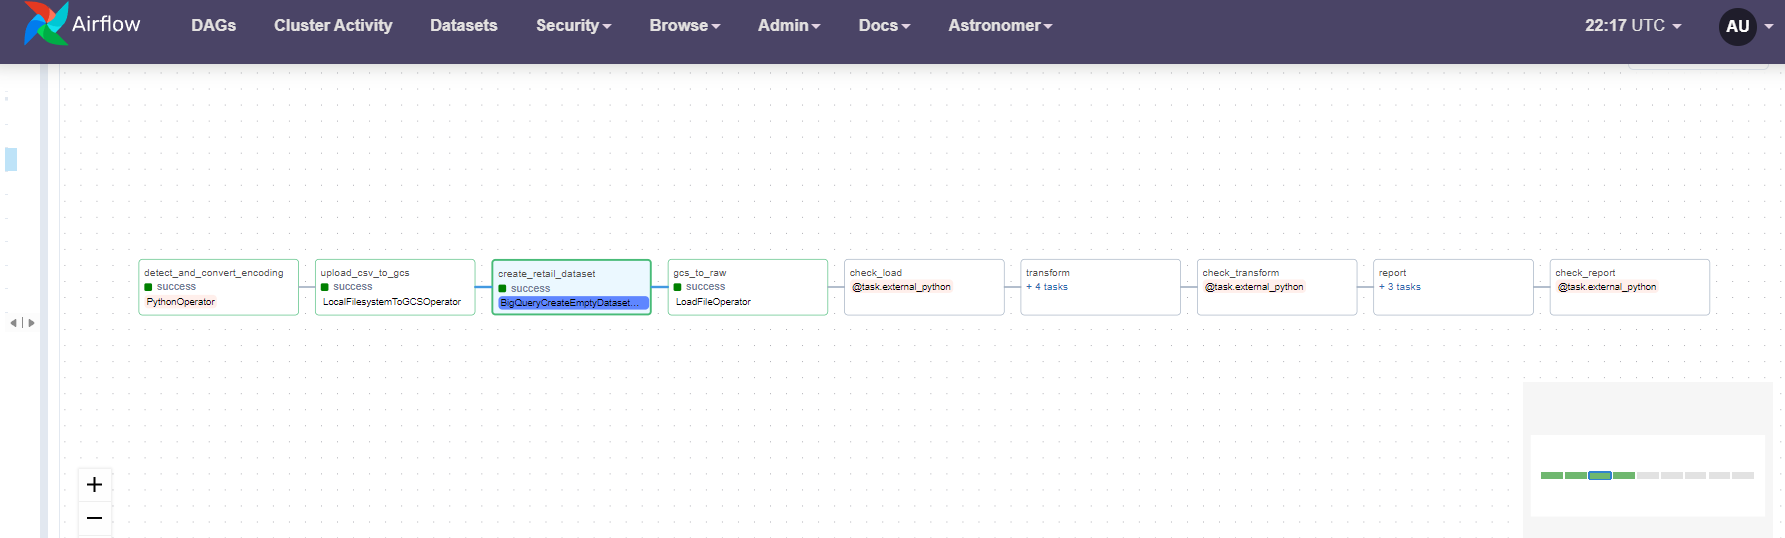 Airflow DAGs Cluster Activity Datasets Security Browse Admin Docs Astronomer 22:17 UTC AU
detect_and_convert_encoding
success
PythonOperator
upload_csv_to_gcs
success
LocalFilesystemToGCSOperator
create_retail_dataset
success
BigQueryCreateEmptyDataset...
gcs_to_raw
success
LoadFileOperator
check_load
@task.external_python
transform
+ 4 tasks
check_transform
@task.external_python
report
+ 3 tasks
check_report
@task.external_python